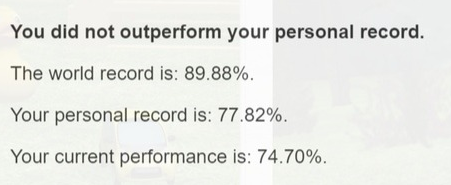 You did not outperform your personal record.
The world record is: 89.88%.
Your personal record is: 77.82%.
Your current performance is: 74.70%.